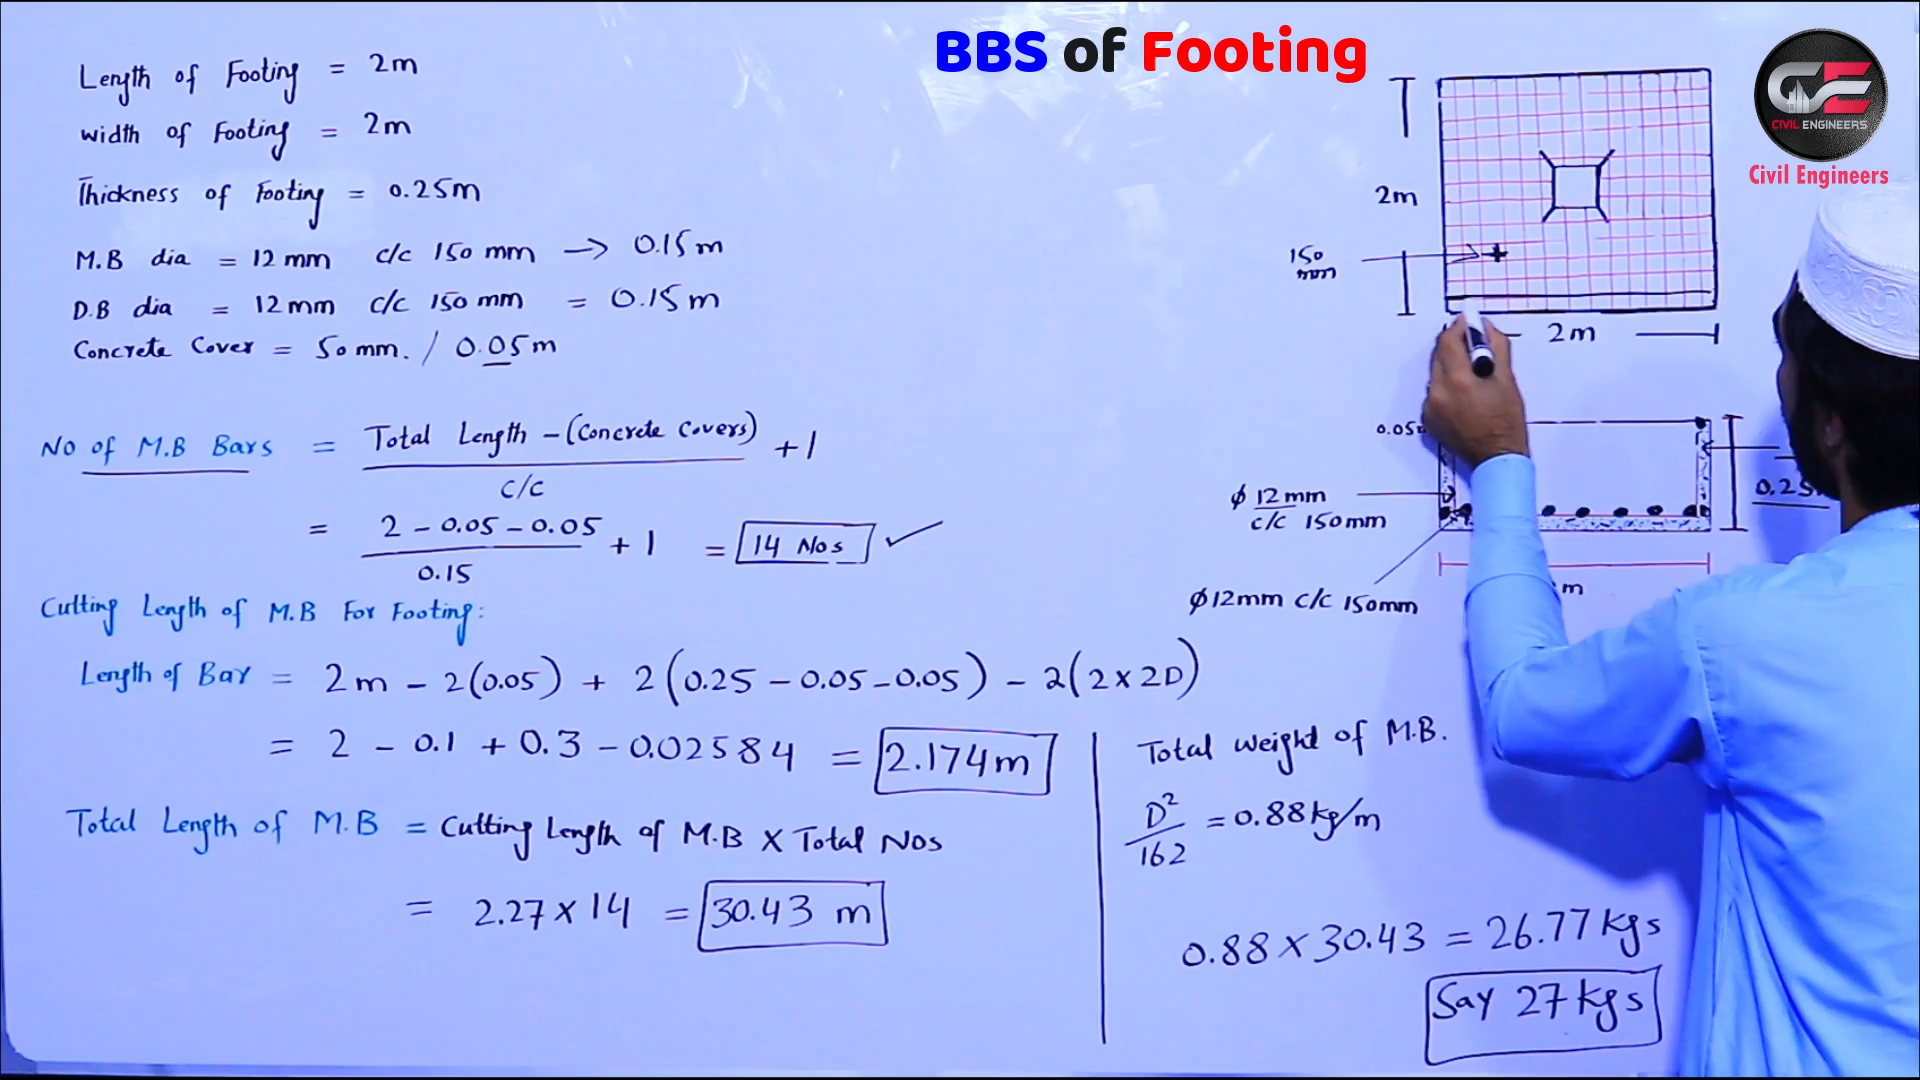 BBS of Footing
Length of Footing = 2m
width of Footing = 2m
Thickness of Footing = 0.25m
M.B dia = 12 mm c/c 150 mm → 0.15m
D.B dia = 12 mm c/c 150 mm = 0.15m
Concrete Cover = 50 mm. / 0.05m
No of M.B Bars = Total Length - (Concrete Covers) + 1
c/c
= 2 - 0.05 - 0.05 + 1 = 14 Nos ✓
0.15
Cutting Length of M.B For Footing:
Length of Bar = 2m - 2(0.05) + 2(0.25 - 0.05 - 0.05) - 2(2x2D)
= 2 - 0.1 + 0.3 - 0.02584 = 2.174m
Total Length of M.B = Cutting Length of M.B X Total Nos
= 2.27 x 14 = 30.43 m
Total weight of M.B.
D²
162
= 0.88kg/m
0.88 x 30.43 = 26.77 kgs
Say 27 kgs
2m
150
mm
2m
0.05
0.25
ϕ 12 mm
c/c 150mm
m
ϕ12mm c/c 150mm
CE
CIVIL ENGINEERS
Civil Engineers